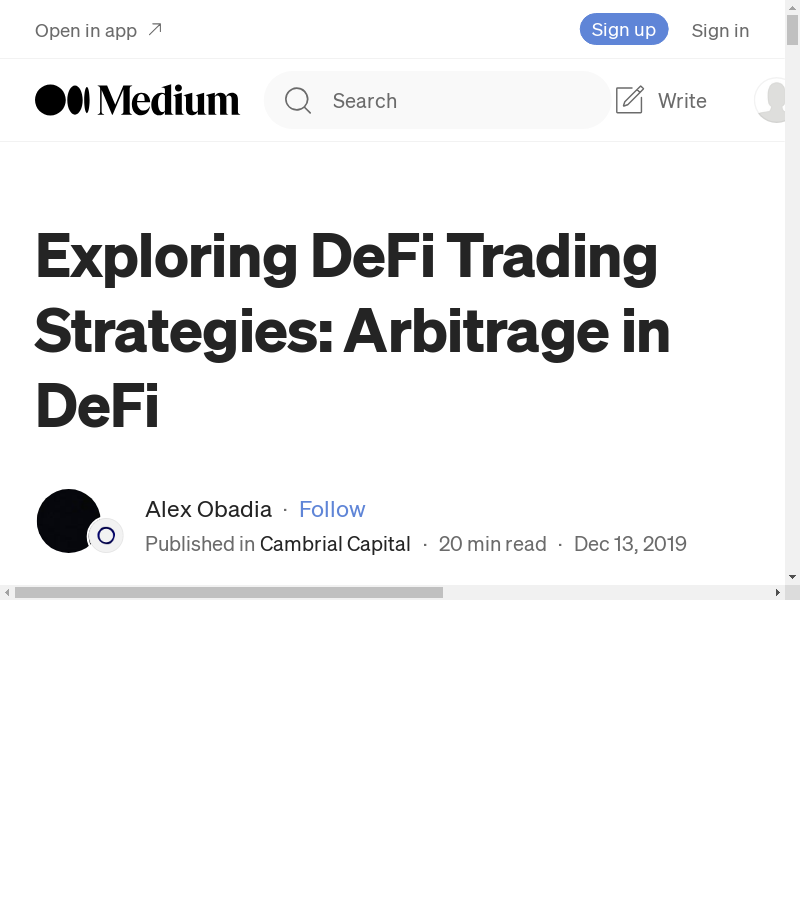 Open in app
Sign up
Sign in
Medium
Search
Write
Exploring DeFi Trading
Strategies: Arbitrage in
DeFi
Alex Obadia · Follow
Published in Cambrial Capital · 20 min read · Dec 13, 2019